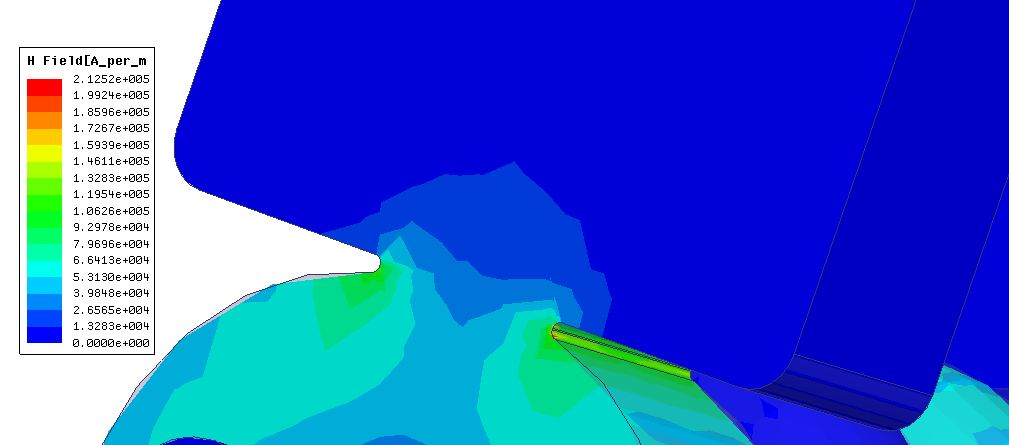 H Field[A_per_m
2.1252e+005
1.9924e+005
1.8596e+005
1.7267e+005
1.5939e+005
1.4611e+005
1.3283e+005
1.1954e+005
1.0626e+005
9.2978e+004
7.9696e+004
6.6413e+004
5.3130e+004
3.9848e+004
2.6565e+004
1.3283e+004
0.0000e+000